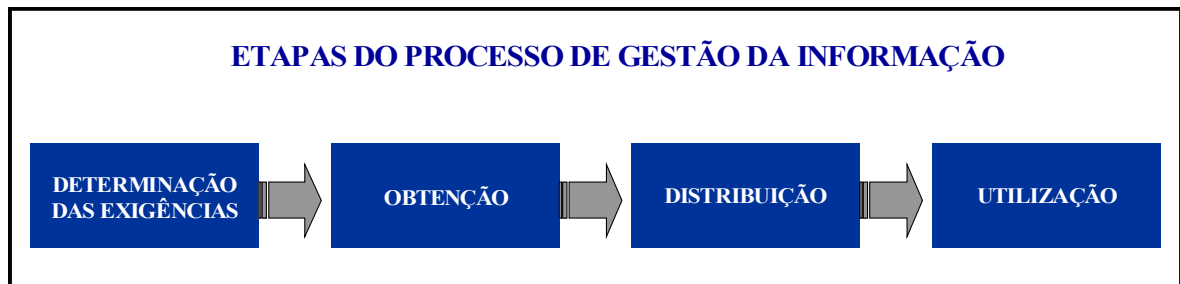 ETAPAS DO PROCESSO DE GESTÃO DA INFORMAÇÃO
DETERMINAÇÃO
DAS EXIGÊNCIAS
OBTENÇÃO
DISTRIBUIÇÃO
UTILIZAÇÃO